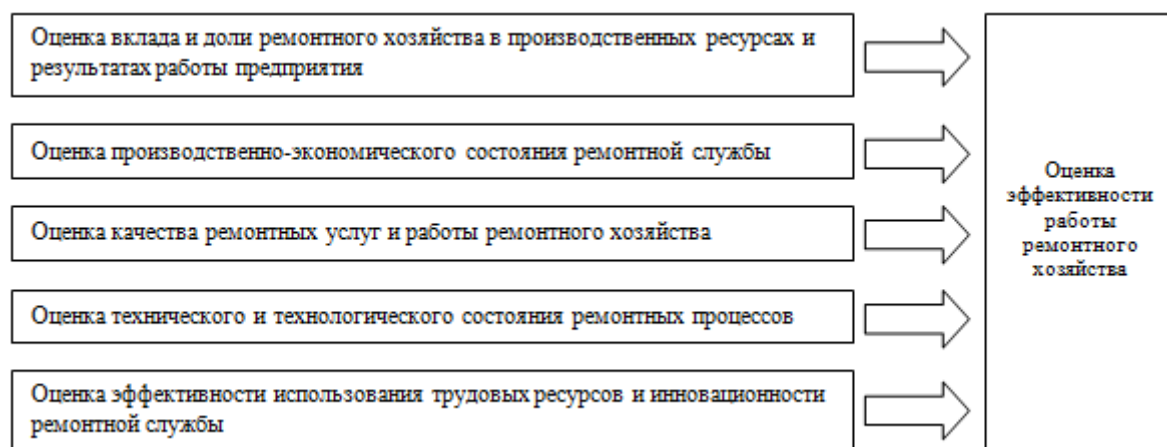 Оценка вклада и доли ремонтного хозяйства в производственных ресурсах и
результатах работы предприятия
Оценка производственно-экономического состояния ремонтной службы
Оценка качества ремонтных услуг и работы ремонтного хозяйства
Оценка технического и технологического состояния ремонтных процессов
Оценка эффективности использования трудовых ресурсов и инновационности
ремонтной службы
Оценка
эффективности
работы
ремонтного
хозяйства